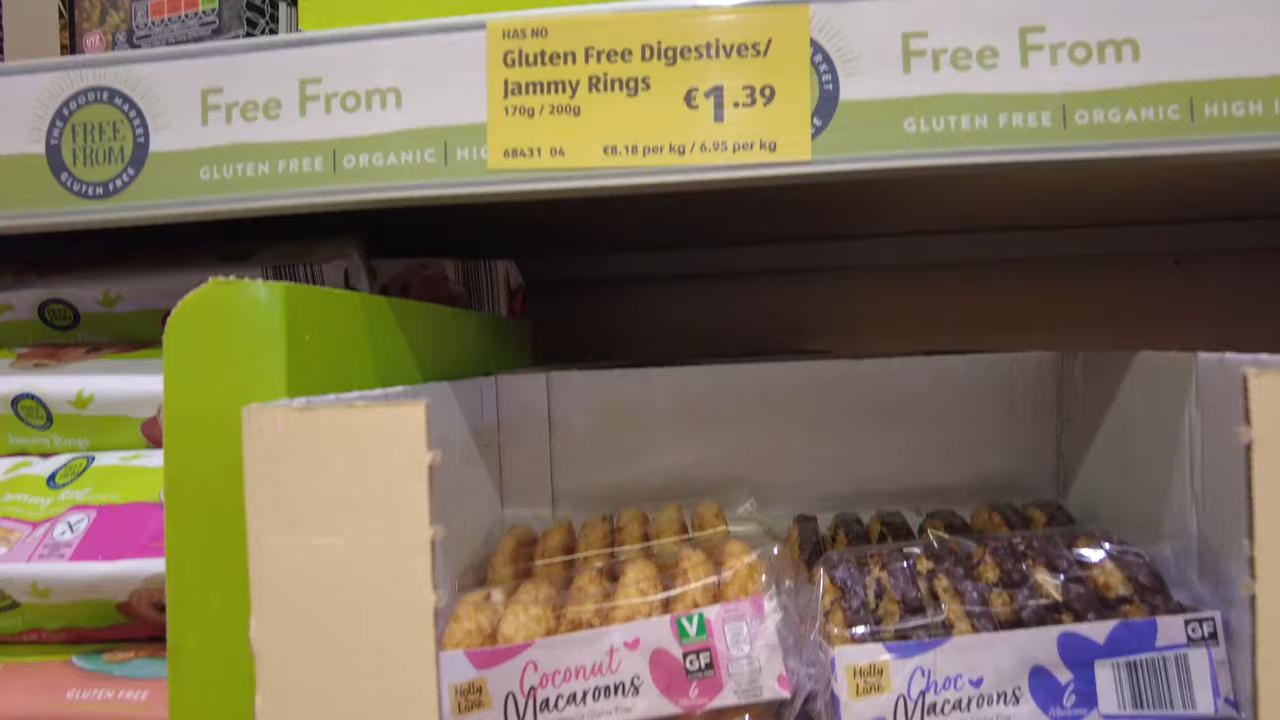 HAS NO
Gluten Free Digestives/
Jammy Rings
170g / 200g
€1.39
68431 04
€8.18 per kg / 6.95 per kg
THE FOODIE MARKET
FREE
FROM
GLUTEN FREE
Free From
GLUTEN FREE | ORGANIC | HIG
Free From
GLUTEN FREE | ORGANIC | HIGH
Jammy Rings
GLUTEN FREE
V
GF
Holly
Lane
Coconut
Macaroons
6
GF
Holly
Lane
Choc
Macaroons
6